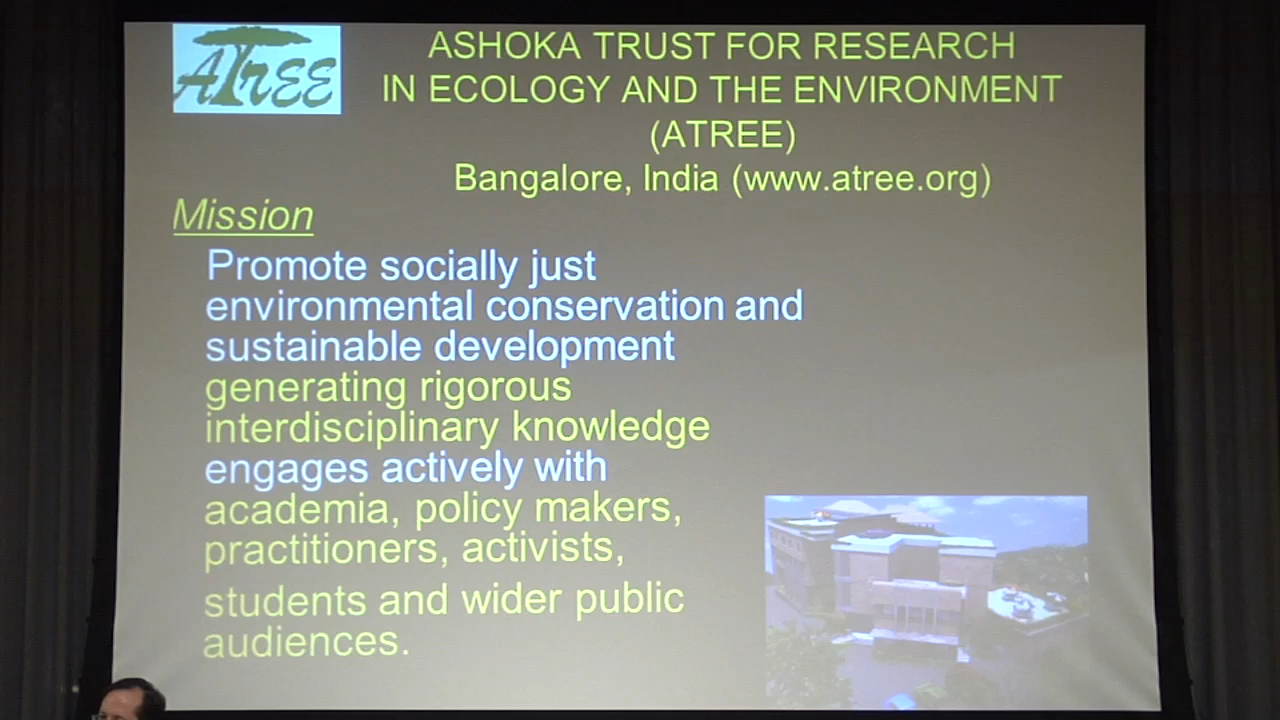 ATREE
ASHOKA TRUST FOR RESEARCH
IN ECOLOGY AND THE ENVIRONMENT
(ATREE)
Bangalore, India (www.atree.org)
Mission
Promote socially just
environmental conservation and
sustainable development
generating rigorous
interdisciplinary knowledge
engages actively with
academia, policy makers,
practitioners, activists,
students and wider public
audiences.